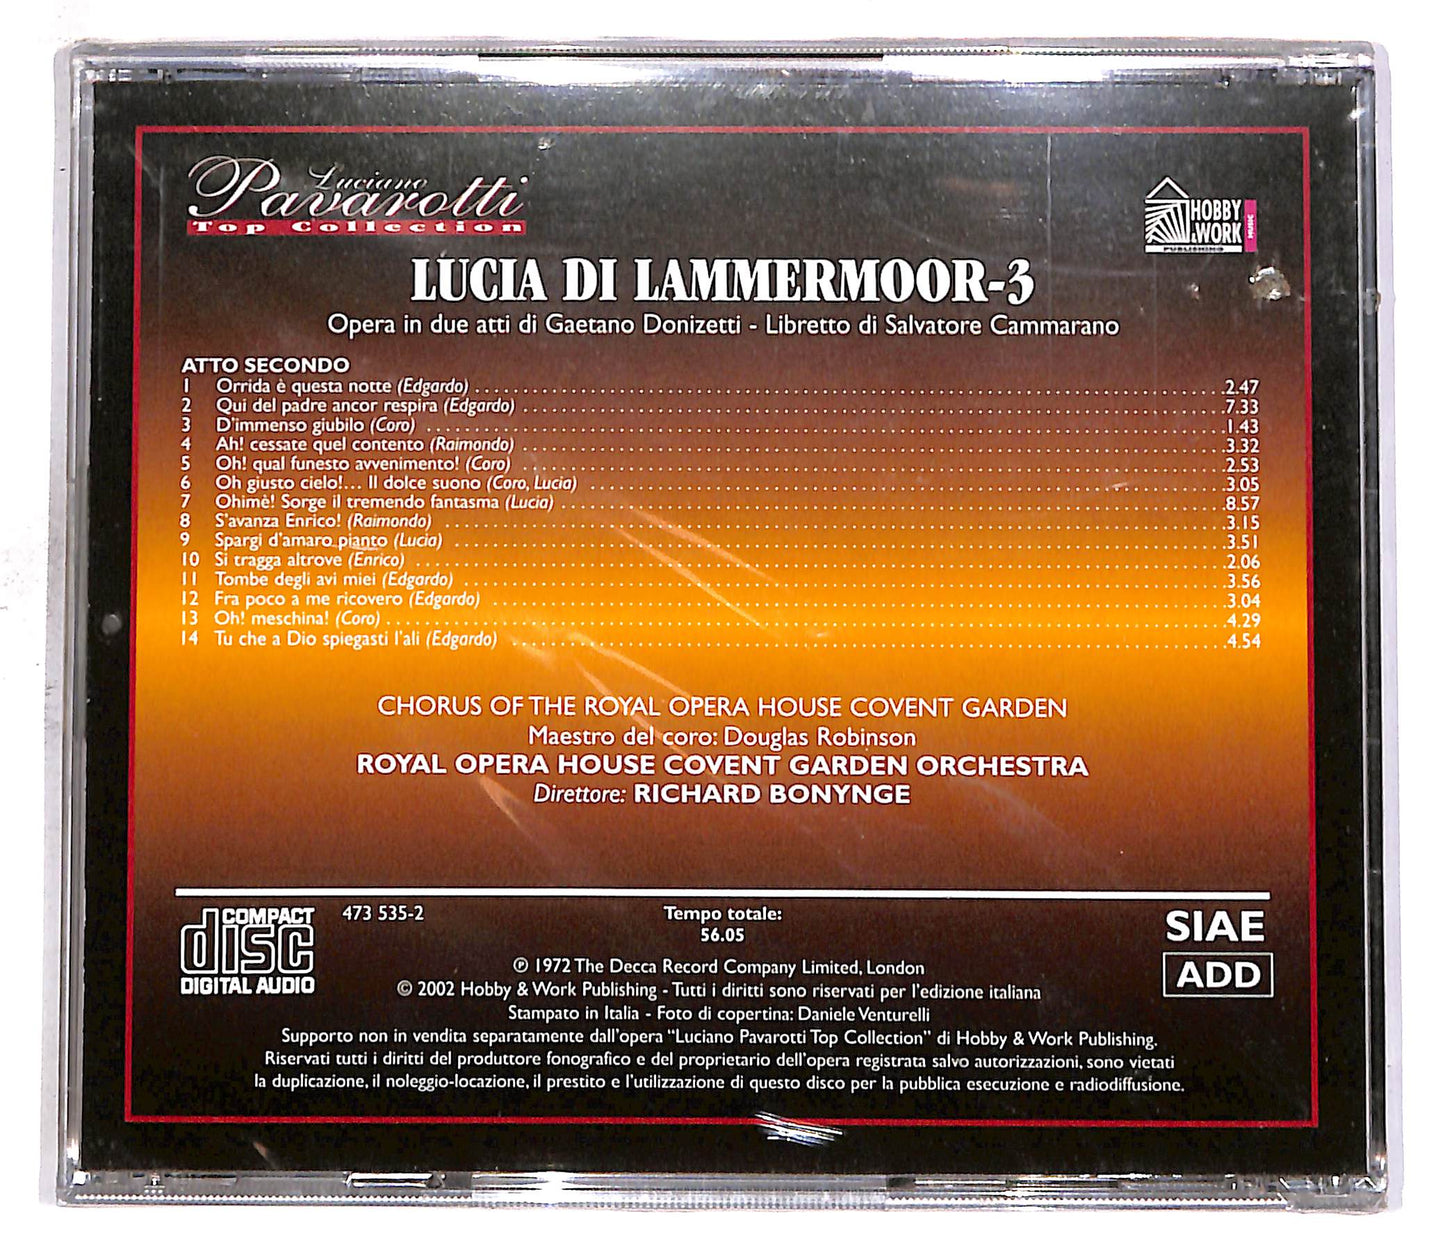 Luciano
Pavarotti
Top Collection
HOBBY
& WORK
PUBLISHING
MUSIC
LUCIA DI LAMMERMOOR-3
Opera in due atti di Gaetano Donizetti - Libretto di Salvatore Cammarano
ATTO SECONDO
1 Orrida è questa notte (Edgardo) 2.47
2 Qui del padre ancor respira (Edgardo) 7.33
3 D'immenso giubilo (Coro) 1.43
4 Ah! cessate quel contento (Raimondo) 3.32
5 Oh! qual funesto avvenimento! (Coro) 2.53
6 Oh giusto cielo!... Il dolce suono (Coro, Lucia) 3.05
7 Ohimè! Sorge il tremendo fantasma (Lucia) 8.57
8 S'avanza Enrico! (Raimondo) 3.15
9 Spargi d'amaro pianto (Lucia) 3.51
10 Si tragga altrove (Enrico) 2.06
11 Tombe degli avi miei (Edgardo) 3.56
12 Fra poco a me ricovero (Edgardo) 3.04
13 Oh! meschina! (Coro) 4.29
14 Tu che a Dio spiegasti l'ali (Edgardo) 4.54
CHORUS OF THE ROYAL OPERA HOUSE COVENT GARDEN
Maestro del coro: Douglas Robinson
ROYAL OPERA HOUSE COVENT GARDEN ORCHESTRA
Direttore: RICHARD BONYNGE
COMPACT
disc
DIGITAL AUDIO
473 535-2
Tempo totale:
56.05
SIAE
ADD
℗ 1972 The Decca Record Company Limited, London
© 2002 Hobby & Work Publishing - Tutti i diritti sono riservati per l'edizione italiana
Stampato in Italia - Foto di copertina: Daniele Venturelli
Supporto non in vendita separatamente dall'opera "Luciano Pavarotti Top Collection" di Hobby & Work Publishing.
Riservati tutti i diritti del produttore fonografico e del proprietario dell'opera registrata salvo autorizzazioni, sono vietati
la duplicazione, il noleggio-locazione, il prestito e l'utilizzazione di questo disco per la pubblica esecuzione e radiodiffusione.